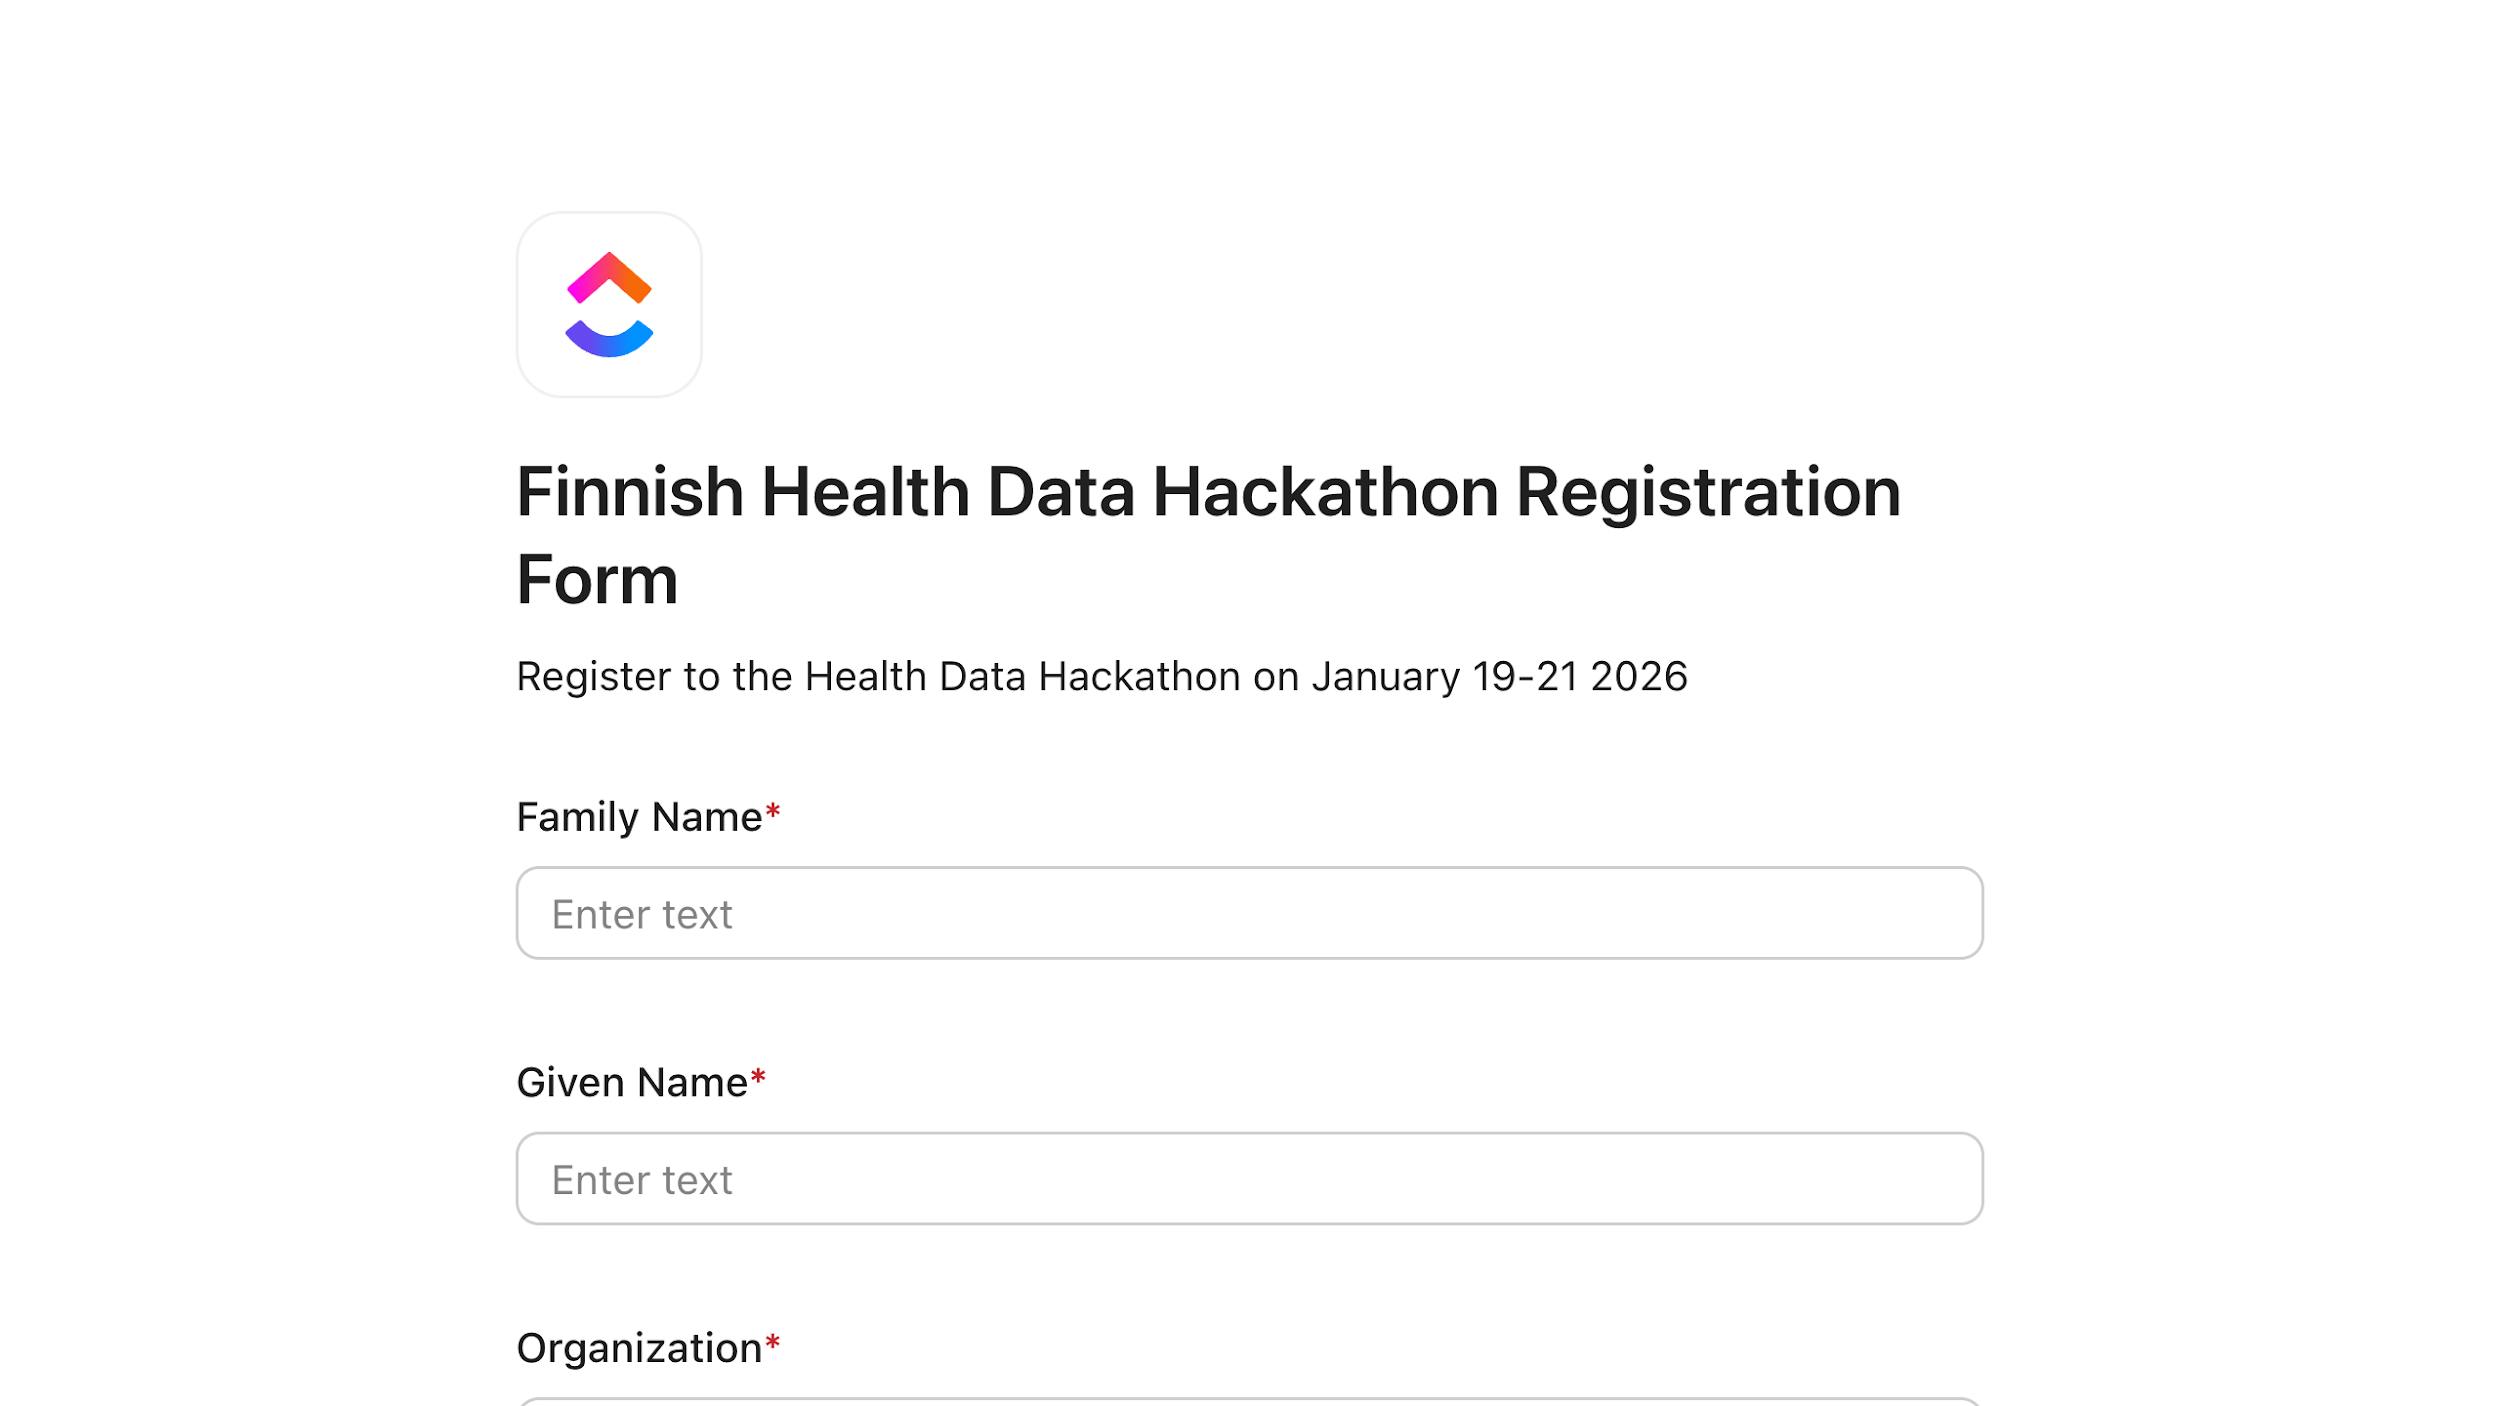 Finnish Health Data Hackathon Registration
Form
Register to the Health Data Hackathon on January 19-21 2026
Family Name*
Enter text
Given Name*
Enter text
Organization*